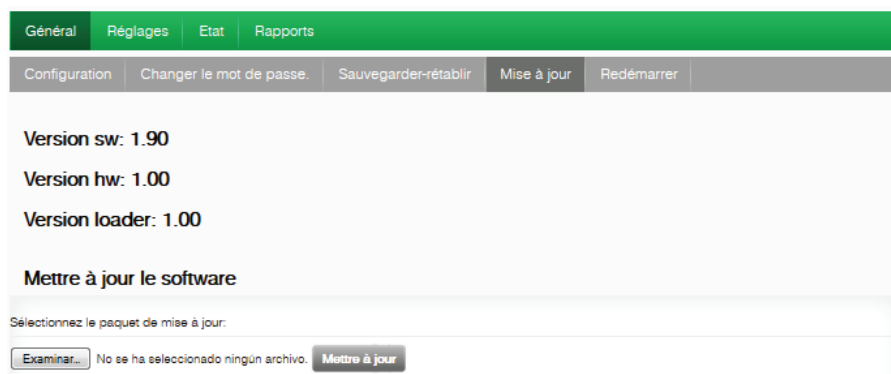 Général Réglages Etat Rapports
Configuration Changer le mot de passe. Sauvegarder-rétablir Mise à jour Redémarrer
Version sw: 1.90
Version hw: 1.00
Version loader: 1.00
Mettre à jour le software
Sélectionnez le paquet de mise à jour:
Examinar... No se ha seleccionado ningún archivo. Mettre à jour